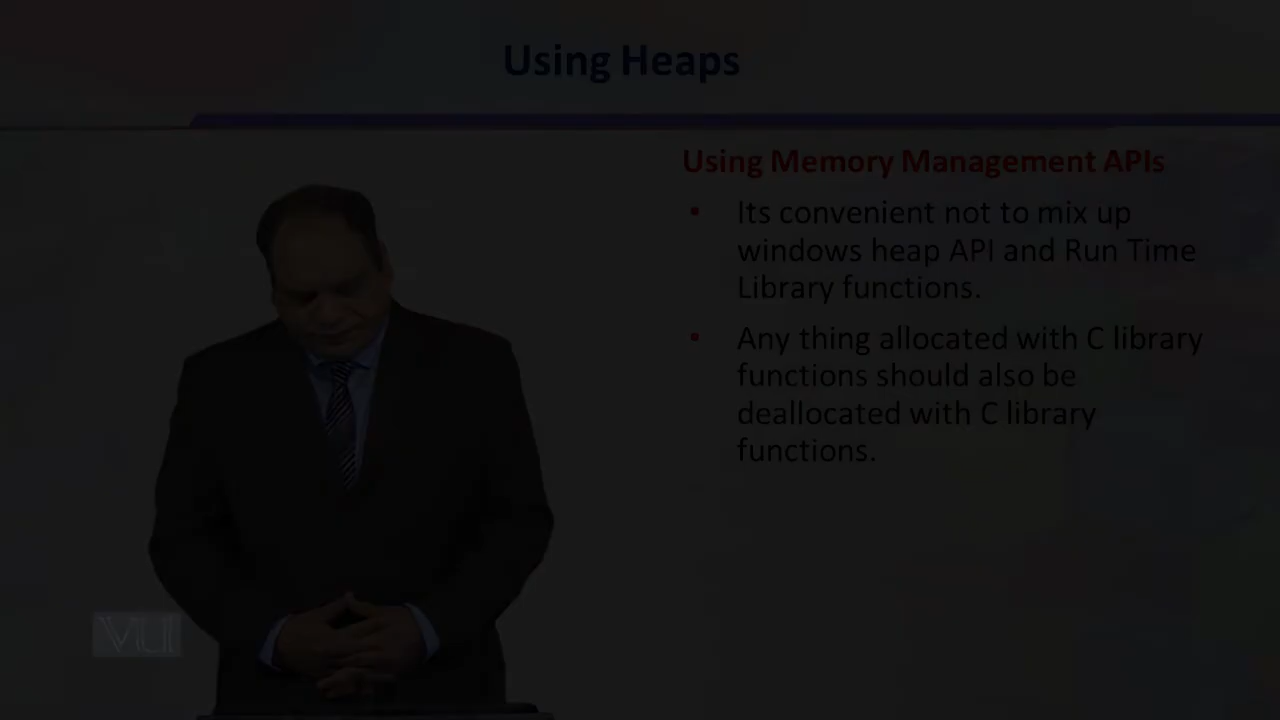 Using Heaps
Using Memory Management APIs
• Its convenient not to mix up
windows heap API and Run Time
Library functions.
• Any thing allocated with C library
functions should also be
deallocated with C library
functions.
VU